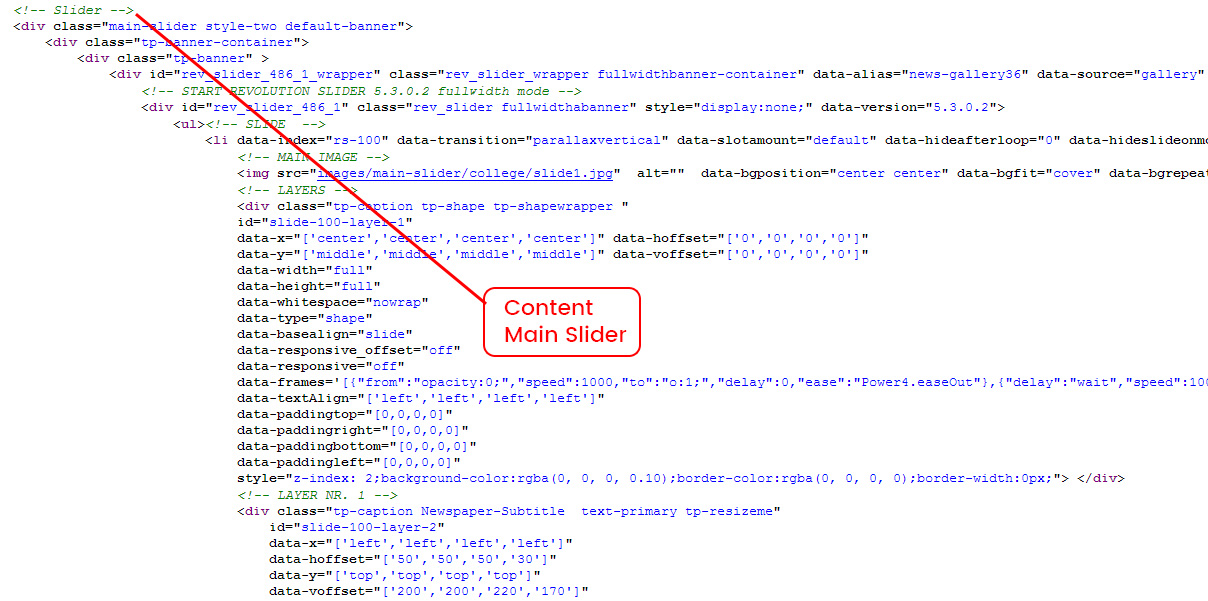 <!-- Slider -->
<div class="main-slider style-two default-banner">
<div class="tp-banner-container">
<div class="tp-banner" >
<div id="rev_slider_486_1_wrapper" class="rev_slider_wrapper fullwidthbanner-container" data-alias="news-gallery36" data-source="gallery"
<!-- START REVOLUTION SLIDER 5.3.0.2 fullwidth mode -->
<div id="rev_slider_486_1" class="rev_slider fullwidthabanner" style="display:none;" data-version="5.3.0.2">
<ul><!-- SLIDE  -->
<li data-index="rs-100" data-transition="parallaxvertical" data-slotamount="default" data-hideafterloop="0" data-hideslideonmo
<!-- MAIN IMAGE -->
<img src="images/main-slider/college/slide1.jpg"  alt=""  data-bgposition="center center" data-bgfit="cover" data-bgrepeat
<!-- LAYERS -->
<div class="tp-caption tp-shape tp-shapewrapper "
id="slide-100-layer-1"
data-x="['center','center','center','center']" data-hoffset="['0','0','0','0']"
data-y="['middle','middle','middle','middle']" data-voffset="['0','0','0','0']"
data-width="full"
data-height="full"
data-whitespace="nowrap"
data-type="shape"
data-basealign="slide"
data-responsive_offset="off"
data-responsive="off"
data-frames='[{"from":"opacity:0;","speed":1000,"to":"o:1;","delay":0,"ease":"Power4.easeOut"},{"delay":"wait","speed":100
data-textAlign="['left','left','left','left']"
data-paddingtop="[0,0,0,0]"
data-paddingright="[0,0,0,0]"
data-paddingbottom="[0,0,0,0]"
data-paddingleft="[0,0,0,0]"
style="z-index: 2;background-color:rgba(0, 0, 0, 0.10);border-color:rgba(0, 0, 0, 0);border-width:0px;"> </div>
<!-- LAYER NR. 1 -->
<div class="tp-caption Newspaper-Subtitle  text-primary tp-resizeme"
id="slide-100-layer-2"
data-x="['left','left','left','left']"
data-hoffset="['50','50','50','30']"
data-y="['top','top','top','top']"
data-voffset="['200','200','220','170']"
Content
Main Slider